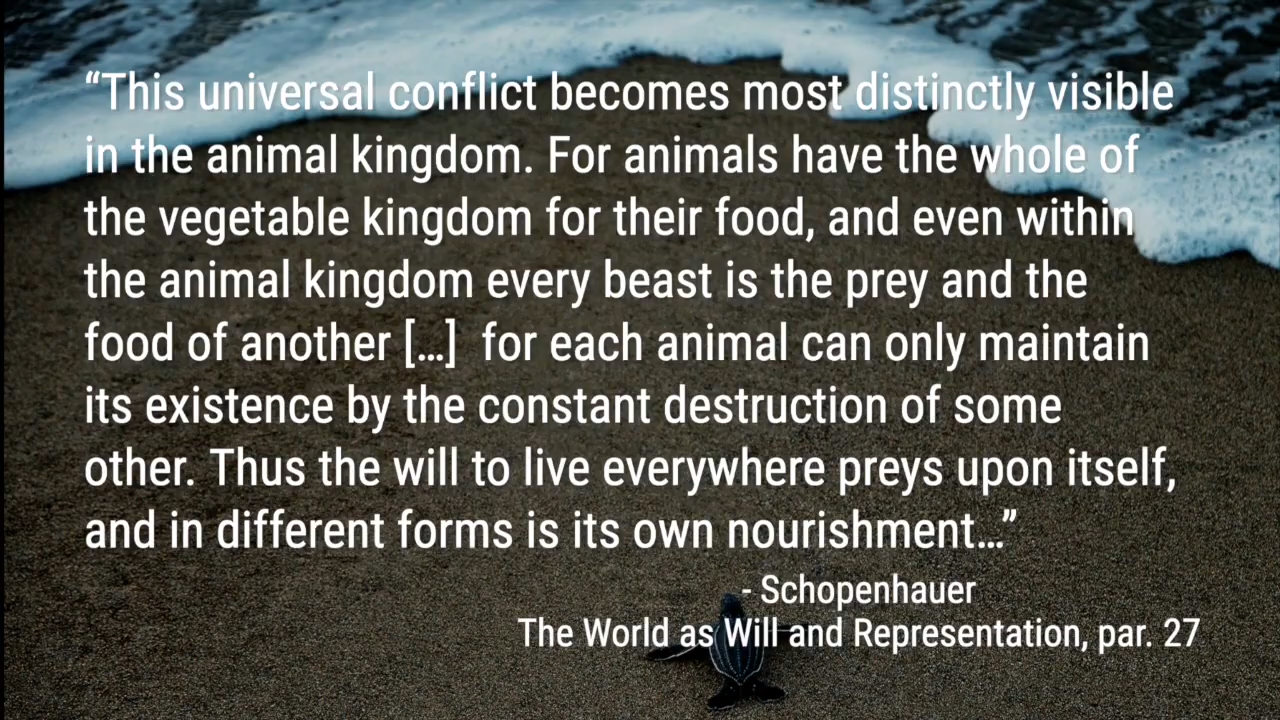 “This universal conflict becomes most distinctly visible
in the animal kingdom. For animals have the whole of
the vegetable kingdom for their food, and even within
the animal kingdom every beast is the prey and the
food of another [...]  for each animal can only maintain
its existence by the constant destruction of some
other. Thus the will to live everywhere preys upon itself,
and in different forms is its own nourishment...”
- Schopenhauer
The World as Will and Representation, par. 27